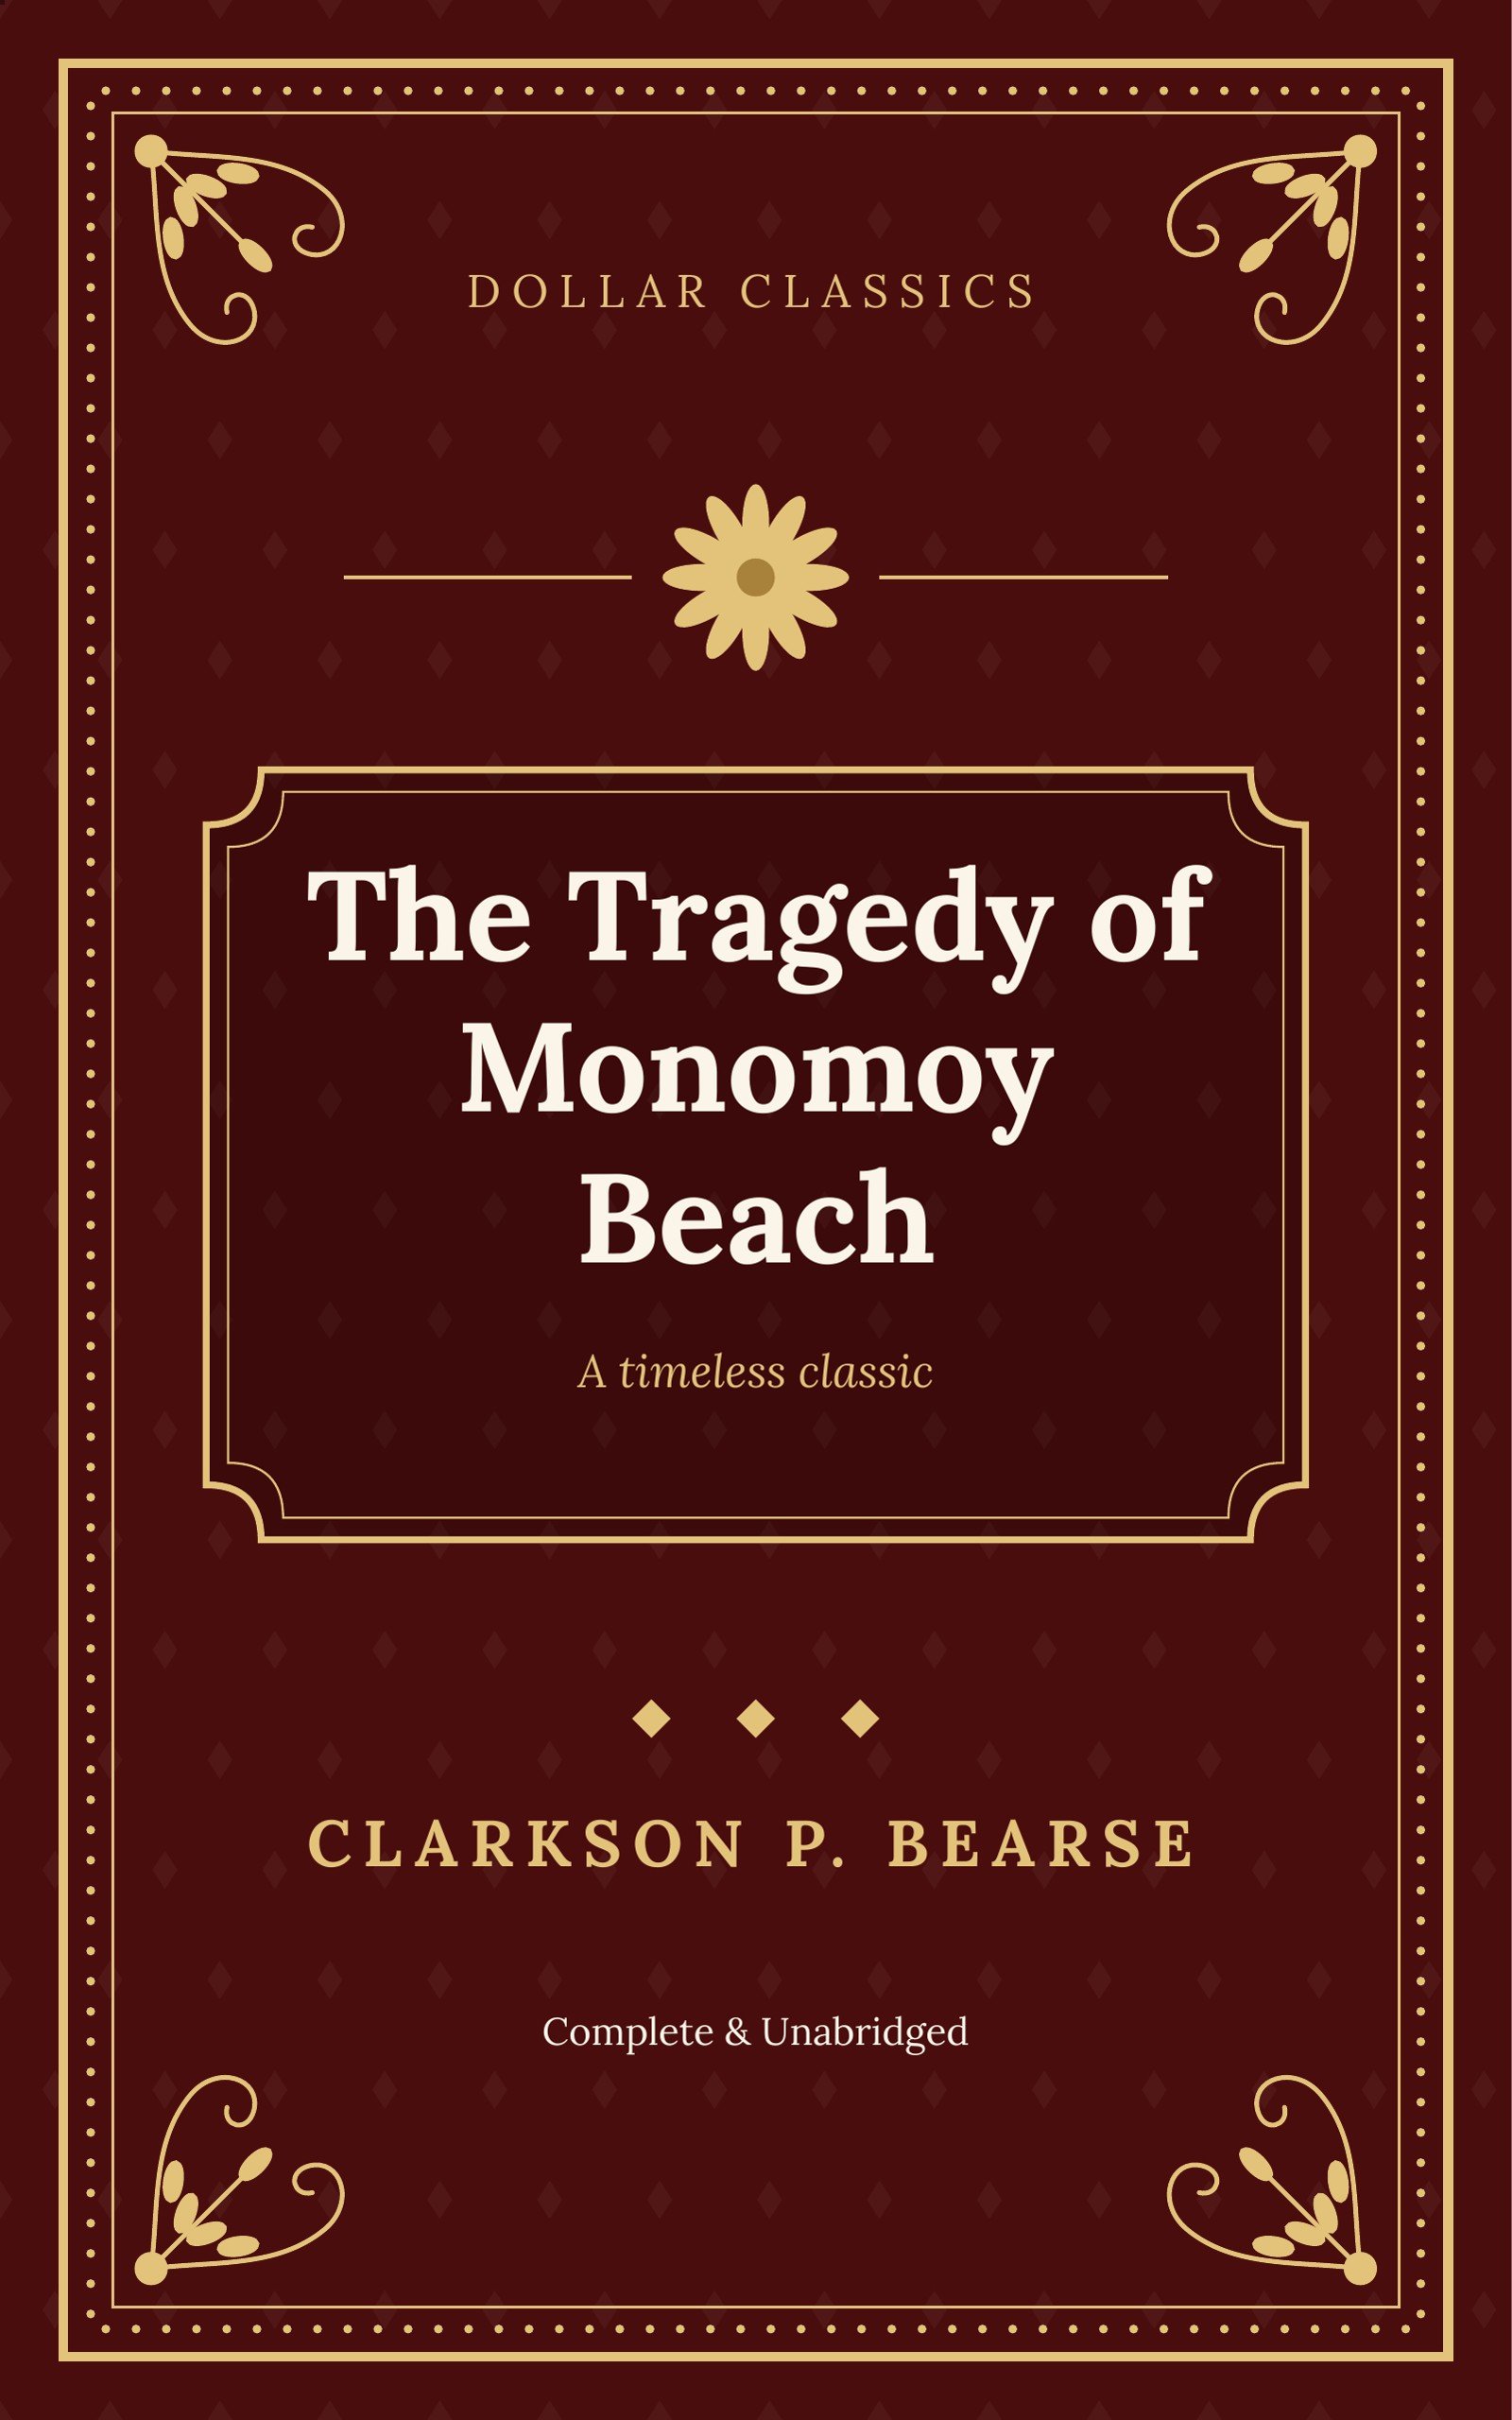 DOLLAR CLASSICS
The Tragedy of
Monomoy
Beach
A timeless classic
CLARKSON P. BEARSE
Complete & Unabridged